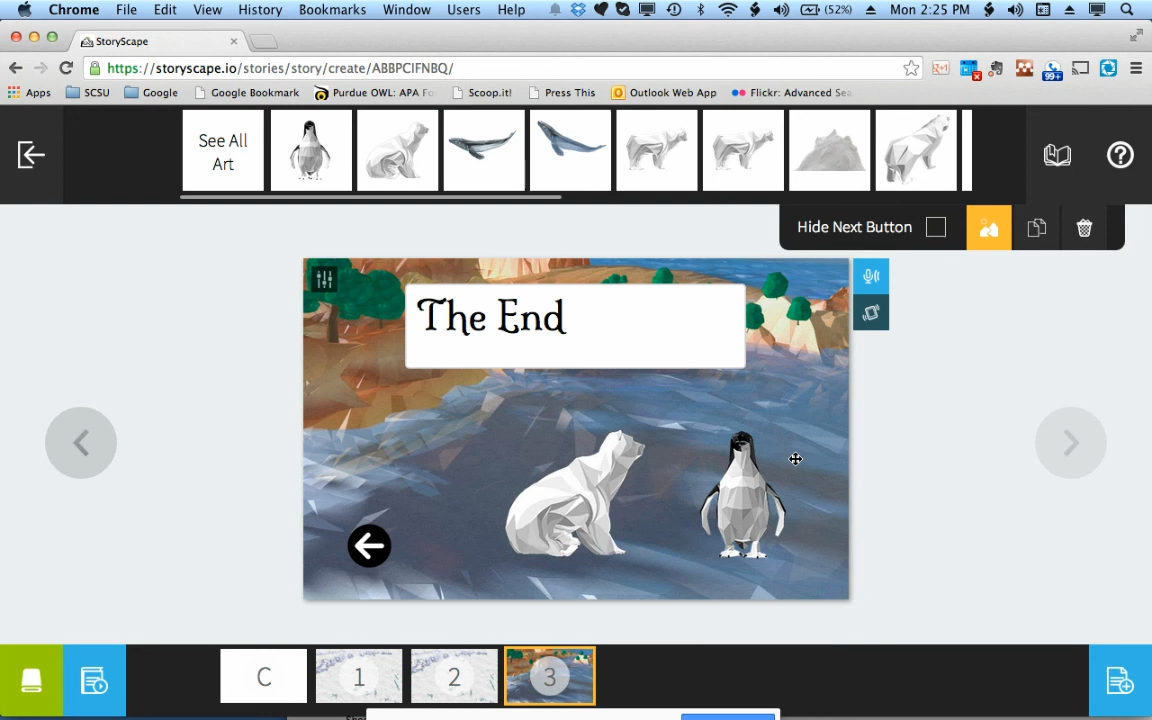 Chrome File Edit View History Bookmarks Window Users Help (52%) Mon 2:25 PM
StoryScape
https://storyscape.io/stories/story/create/ABBPCIFNBQ/
99+
Apps SCSU Google Google Bookmark Purdue OWL: APA Fo Scoop.it! Press This Outlook Web App Flickr: Advanced Sea
See All
Art
Hide Next Button
The End
C 1 2 3